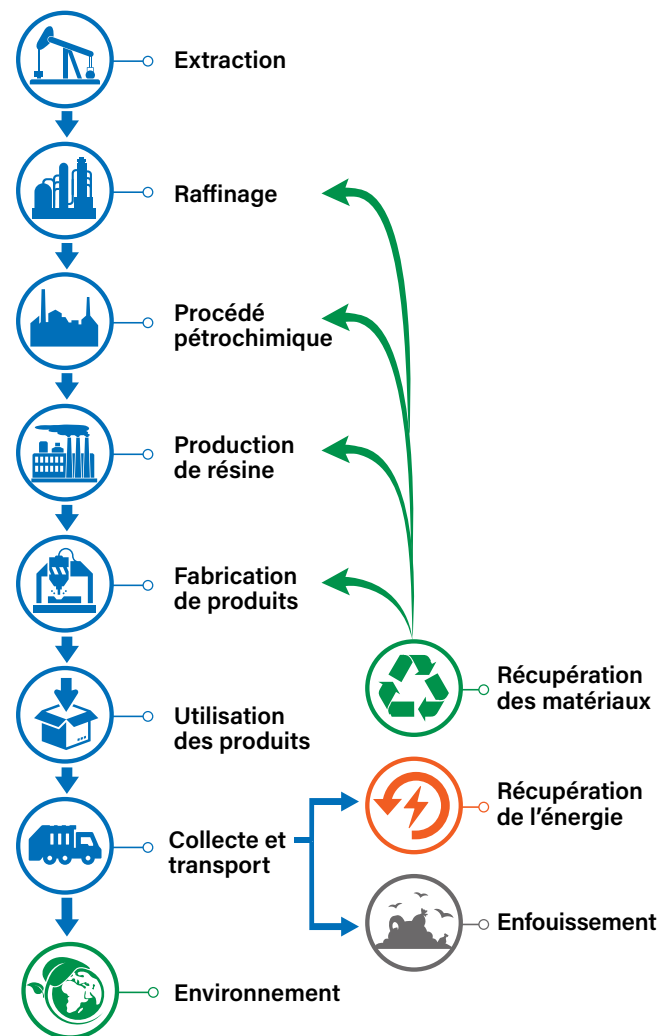 Extraction
Raffinage
Procédé
pétrochimique
Production
de résine
Fabrication
de produits
Récupération
des matériaux
Utilisation
des produits
Récupération
de l'énergie
Collecte et
transport
Enfouissement
Environnement